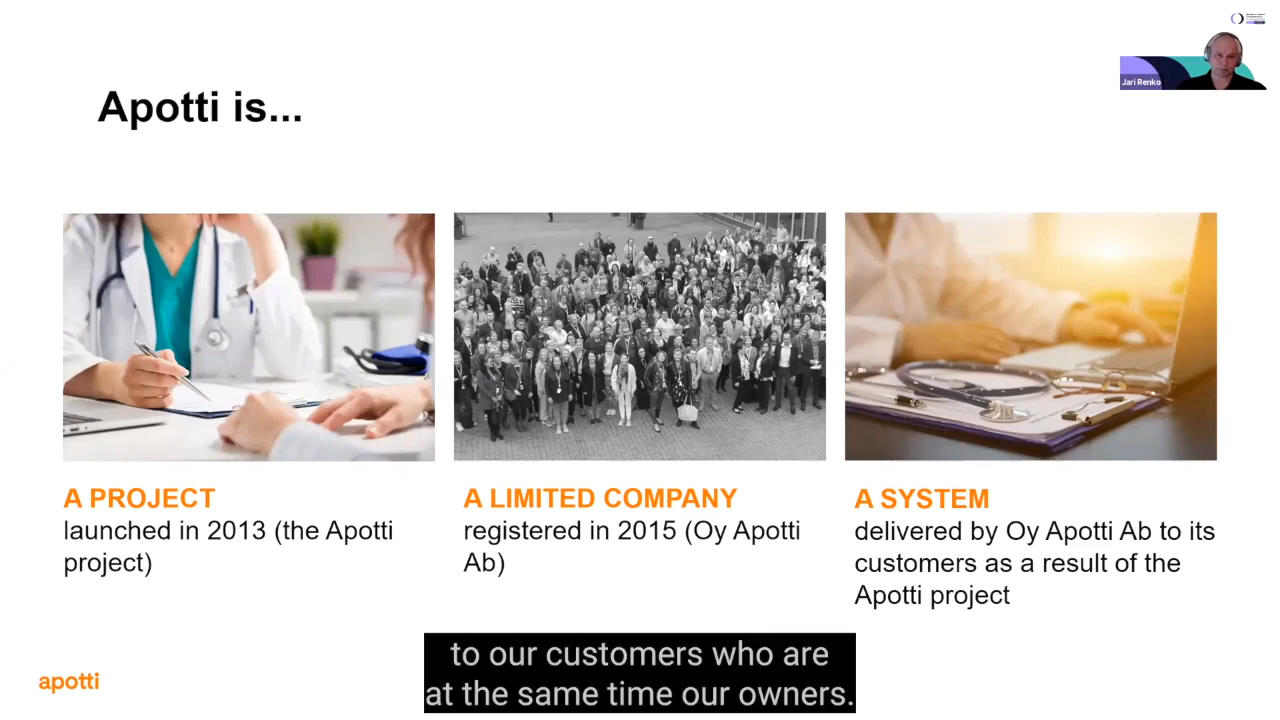 Jari Renko
Apotti is...
A PROJECT
launched in 2013 (the Apotti
project)
A LIMITED COMPANY
registered in 2015 (Oy Apotti
Ab)
A SYSTEM
delivered by Oy Apotti Ab to its
customers as a result of the
Apotti project
apotti
to our customers who are
at the same time our owners.